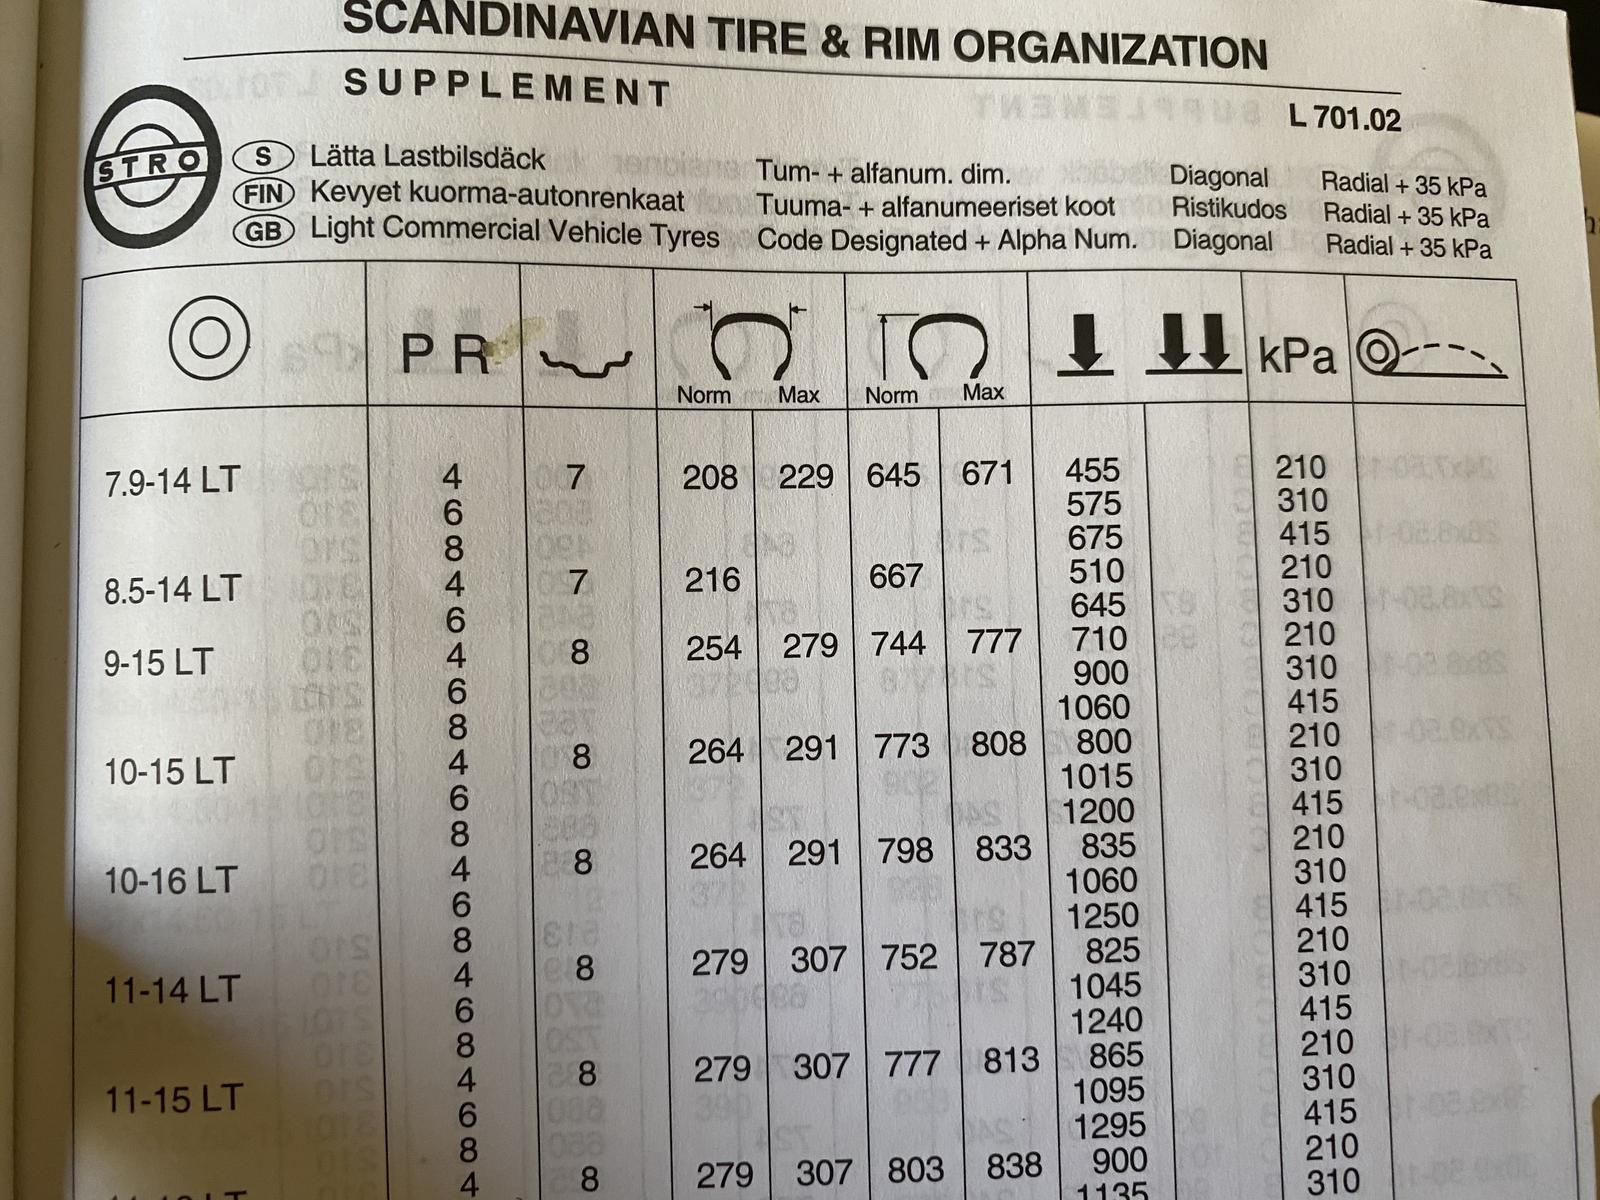 SCANDINAVIAN TIRE & RIM ORGANIZATION
SUPPLEMENT
L 701.02
STRO
S Lätta Lastbilsdäck Tum- + alfanum. dim. Diagonal Radial + 35 kPa
FIN Kevyet kuorma-autonrenkaat Tuuma- + alfanumeeriset koot Ristikudos Radial + 35 kPa
GB Light Commercial Vehicle Tyres Code Designated + Alpha Num. Diagonal Radial + 35 kPa
PR Norm Max Norm Max kPa
7.9-14 LT 4 7 208 229 645 671 455 210
6 575 310
8 675 415
8.5-14 LT 4 7 216 667 510 210
6 645 310
9-15 LT 4 8 254 279 744 777 710 210
6 900 310
8 1060 415
10-15 LT 4 8 264 291 773 808 800 210
6 1015 310
8 1200 415
10-16 LT 4 8 264 291 798 833 835 210
6 1060 310
8 1250 415
11-14 LT 4 8 279 307 752 787 825 210
6 1045 310
8 1240 415
11-15 LT 4 8 279 307 777 813 865 210
6 1095 310
8 1295 415
LT 4 8 279 307 803 838 900 210
1135 310